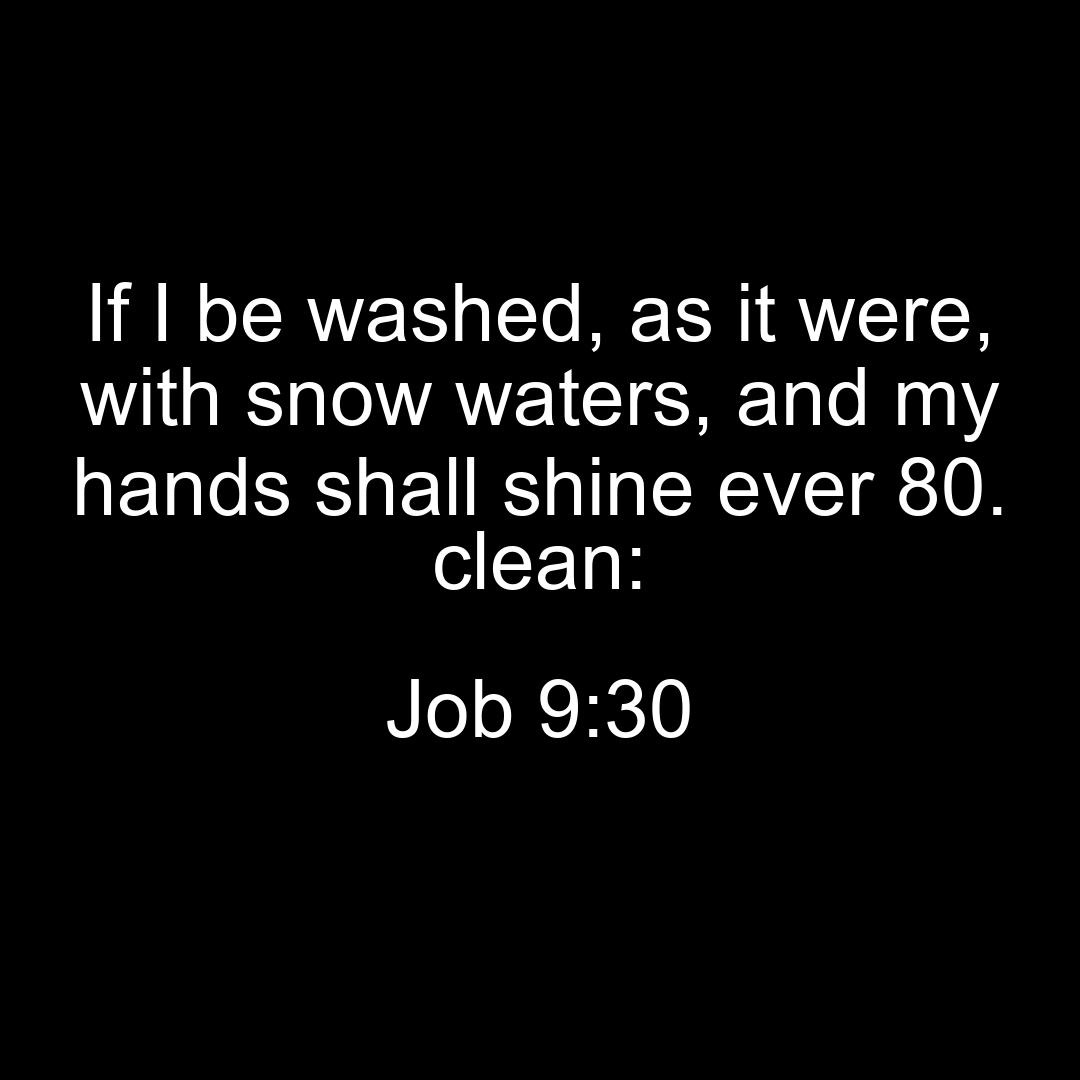 If I be washed, as it were,
with snow waters, and my
hands shall shine ever 80.
clean:
Job 9:30